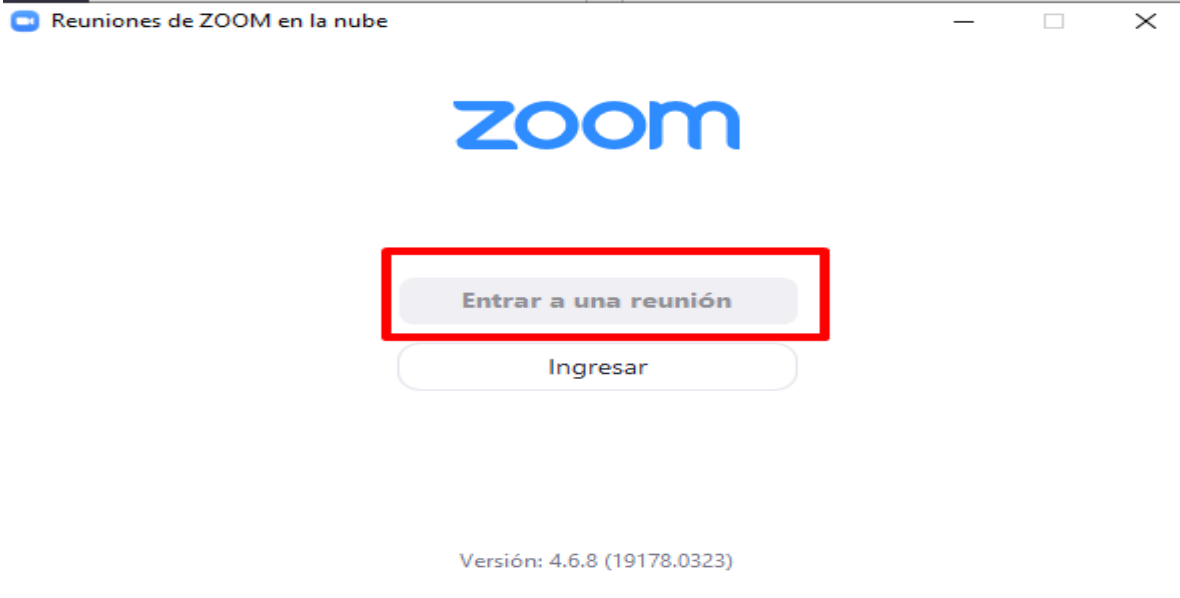 Reuniones de ZOOM en la nube
zoom
Entrar a una reunión
Ingresar
Versión: 4.6.8 (19178.0323)